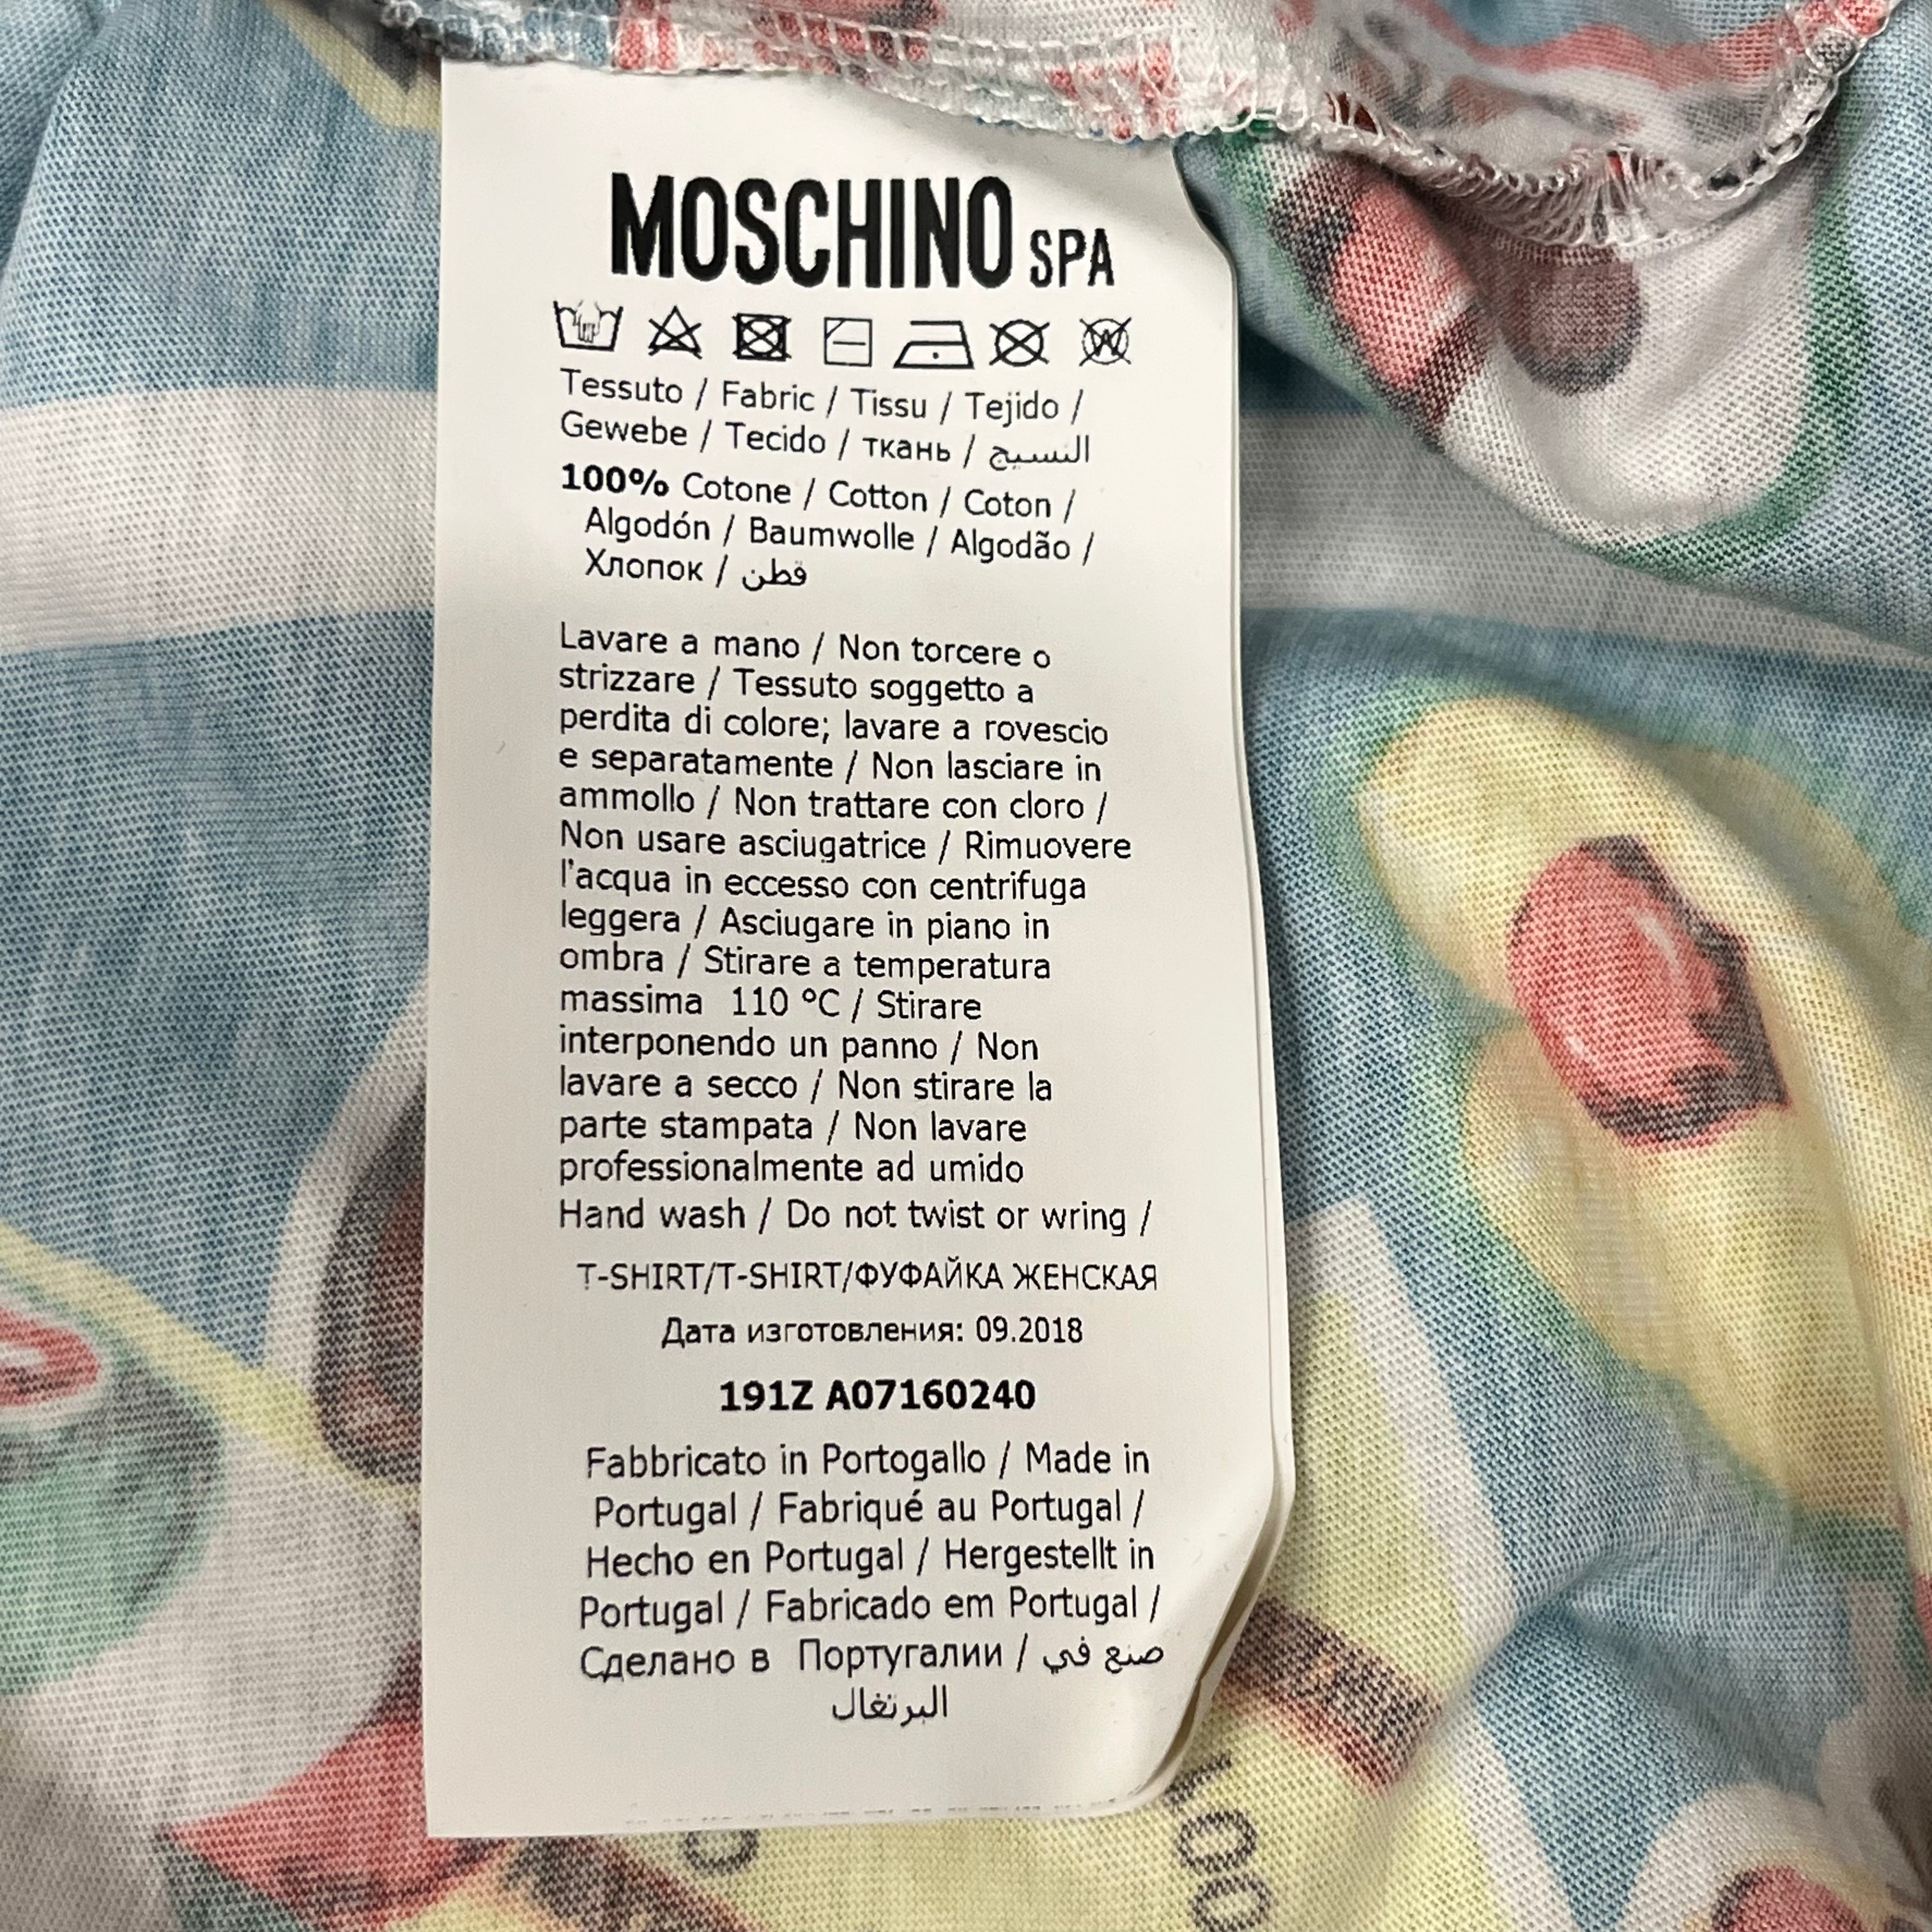 MOSCHINO SPA
Tessuto / Fabric / Tissu / Tejido /
Gewebe / Tecido / ткань / النسيج
100% Cotone / Cotton / Coton /
Algodón / Baumwolle / Algodão /
Хлопок / قطن
Lavare a mano / Non torcere o
strizzare / Tessuto soggetto a
perdita di colore; lavare a rovescio
e separatamente / Non lasciare in
ammollo / Non trattare con cloro /
Non usare asciugatrice / Rimuovere
l'acqua in eccesso con centrifuga
leggera / Asciugare in piano in
ombra / Stirare a temperatura
massima 110 °C / Stirare
interponendo un panno / Non
lavare a secco / Non stirare la
parte stampata / Non lavare
professionalmente ad umido
Hand wash / Do not twist or wring /
T-SHIRT/T-SHIRT/ФУФАЙКА ЖЕНСКАЯ
Дата изготовления: 09.2018
191Z A07160240
Fabbricato in Portogallo / Made in
Portugal / Fabriqué au Portugal /
Hecho en Portugal / Hergestellt in
Portugal / Fabricado em Portugal /
Сделано в Португалии / صنع في
البرتغال